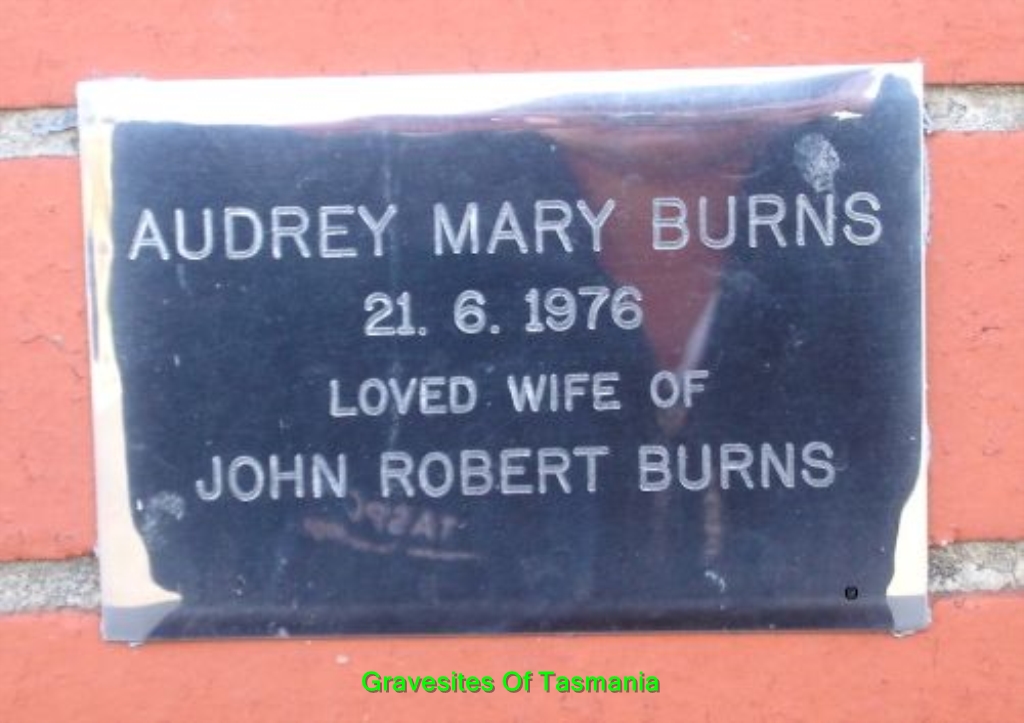 AUDREY MARY BURNS
21. 6. 1976
LOVED WIFE OF
JOHN ROBERT BURNS
Gravesites Of Tasmania